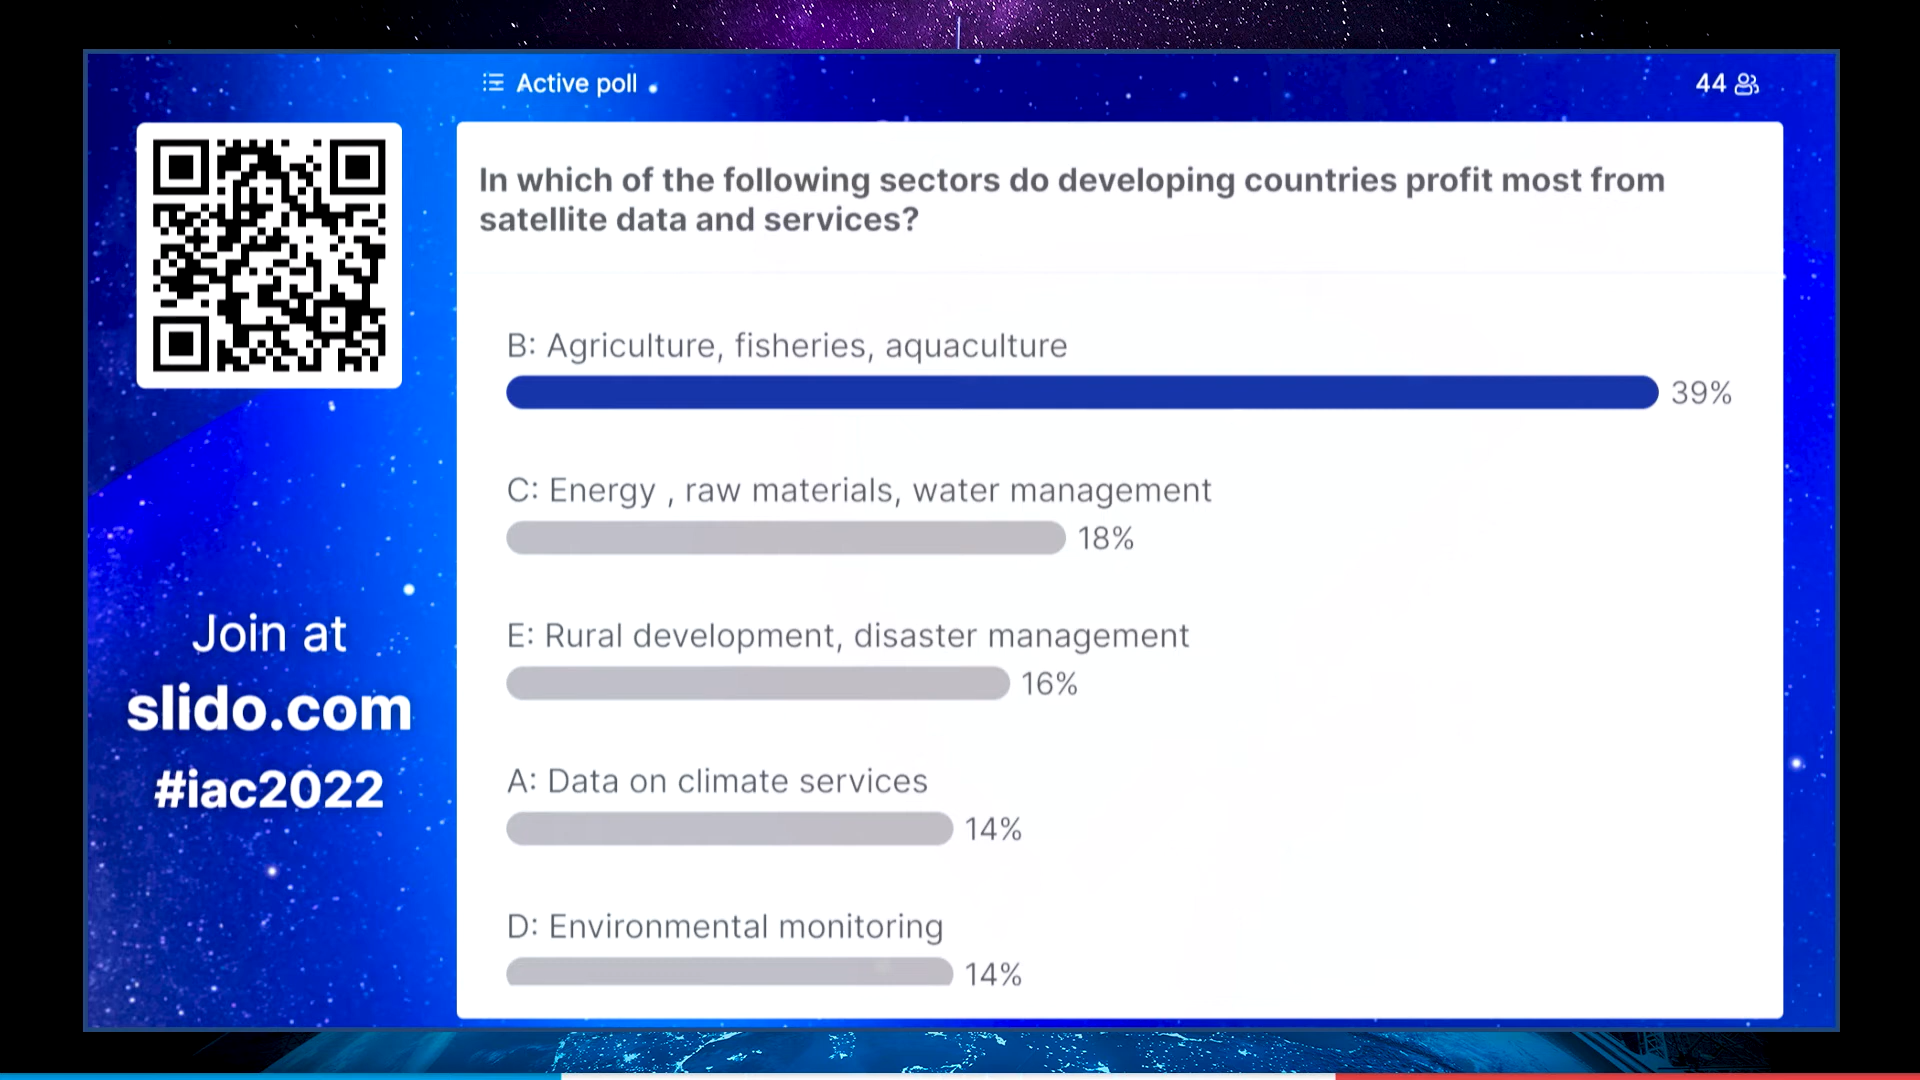 Active poll
44
In which of the following sectors do developing countries profit most from
satellite data and services?
B: Agriculture, fisheries, aquaculture
39%
C: Energy , raw materials, water management
18%
E: Rural development, disaster management
16%
A: Data on climate services
14%
D: Environmental monitoring
14%
Join at
slido.com
#iac2022